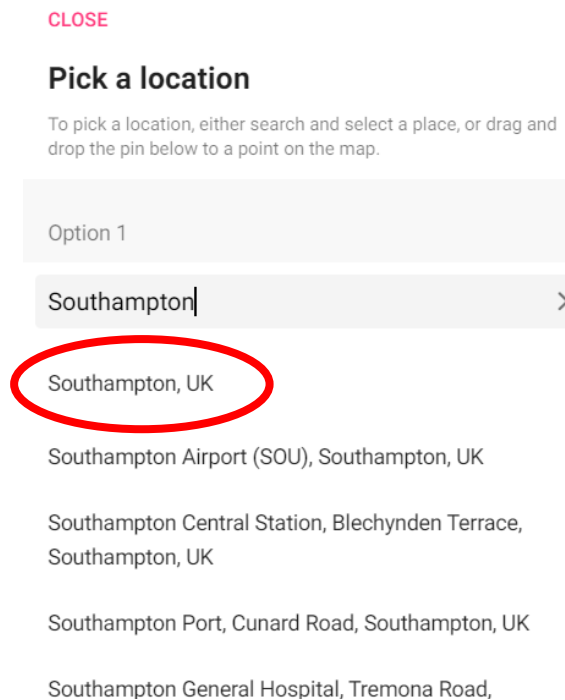 CLOSE
Pick a location
To pick a location, either search and select a place, or drag and
drop the pin below to a point on the map.
Option 1
Southampton
Southampton, UK
Southampton Airport (SOU), Southampton, UK
Southampton Central Station, Blechynden Terrace,
Southampton, UK
Southampton Port, Cunard Road, Southampton, UK
Southampton General Hospital, Tremona Road,